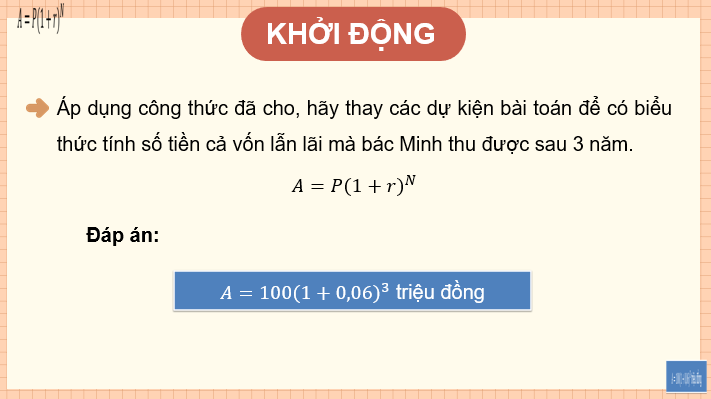 A = P(1 + r)^N
KHỞI ĐỘNG
Áp dụng công thức đã cho, hãy thay các dự kiện bài toán để có biểu
thức tính số tiền cả vốn lẫn lãi mà bác Minh thu được sau 3 năm.
A = P(1 + r)^N
Đáp án:
A = 100(1 + 0,06)^3 triệu đồng